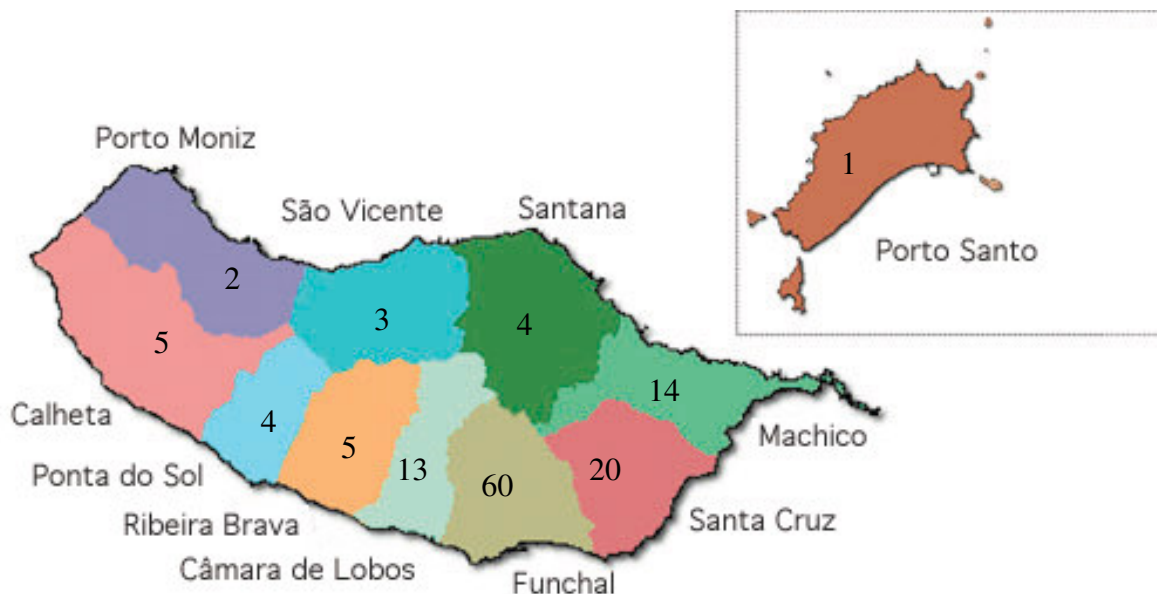 Porto Moniz
São Vicente
Santana
1
Porto Santo
2
3
4
5
14
Calheta
4
5
13
60
20
Machico
Ponta do Sol
Ribeira Brava
Câmara de Lobos
Funchal
Santa Cruz